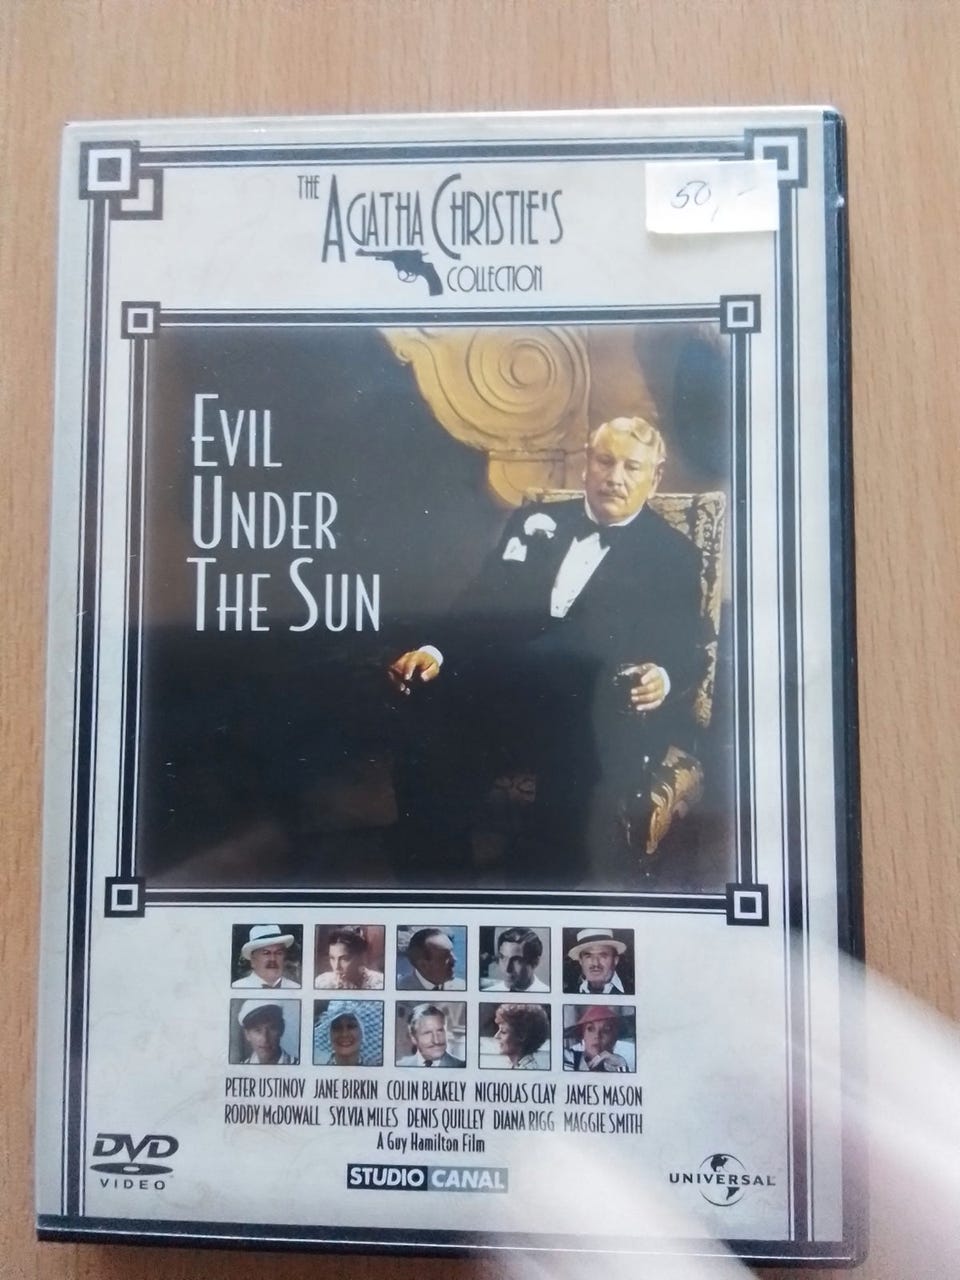 THE
AGATHA CHRISTIE'S
COLLECTION
50,-
EVIL
UNDER
THE SUN
PETER USTINOV JANE BIRKIN COLIN BLAKELY NICHOLAS CLAY JAMES MASON
RODDY McDOWALL SYLVIA MILES DENIS QUILLEY DIANA RIGG MAGGIE SMITH
A Guy Hamilton Film
DVD
VIDEO
STUDIO CANAL
UNIVERSAL